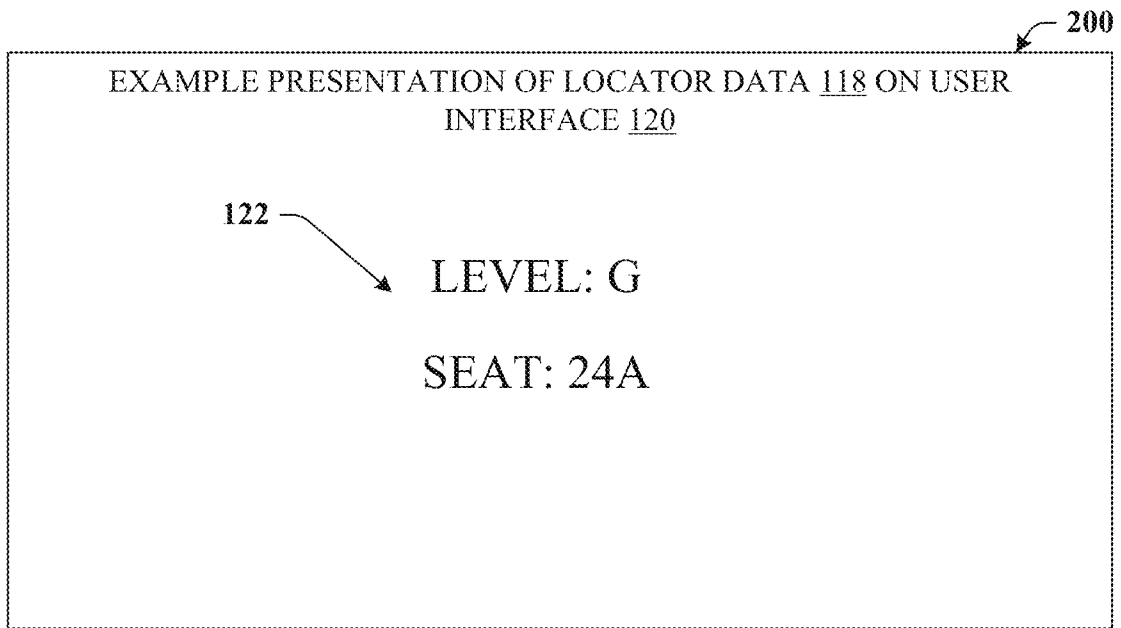 200
EXAMPLE PRESENTATION OF LOCATOR DATA 118 ON USER
INTERFACE 120
122
LEVEL: G
SEAT: 24A